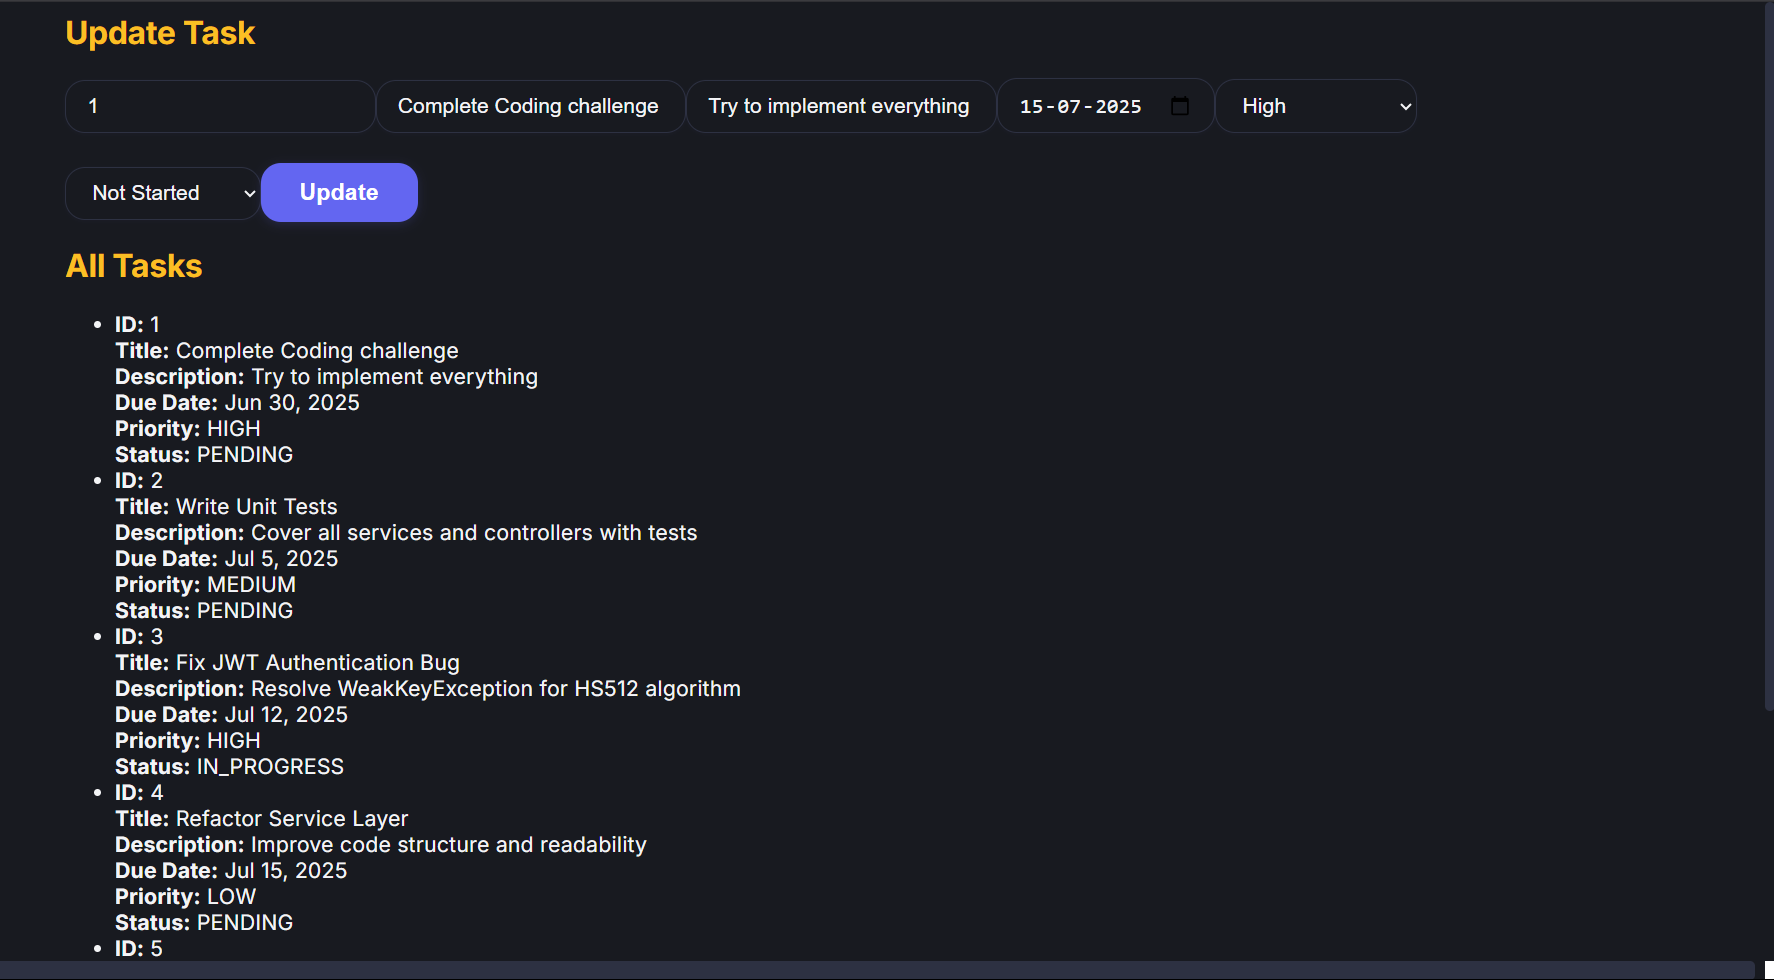 Update Task
1 Complete Coding challenge Try to implement everything 15-07-2025 High
Not Started Update
All Tasks
• ID: 1
Title: Complete Coding challenge
Description: Try to implement everything
Due Date: Jun 30, 2025
Priority: HIGH
Status: PENDING
• ID: 2
Title: Write Unit Tests
Description: Cover all services and controllers with tests
Due Date: Jul 5, 2025
Priority: MEDIUM
Status: PENDING
• ID: 3
Title: Fix JWT Authentication Bug
Description: Resolve WeakKeyException for HS512 algorithm
Due Date: Jul 12, 2025
Priority: HIGH
Status: IN_PROGRESS
• ID: 4
Title: Refactor Service Layer
Description: Improve code structure and readability
Due Date: Jul 15, 2025
Priority: LOW
Status: PENDING
• ID: 5